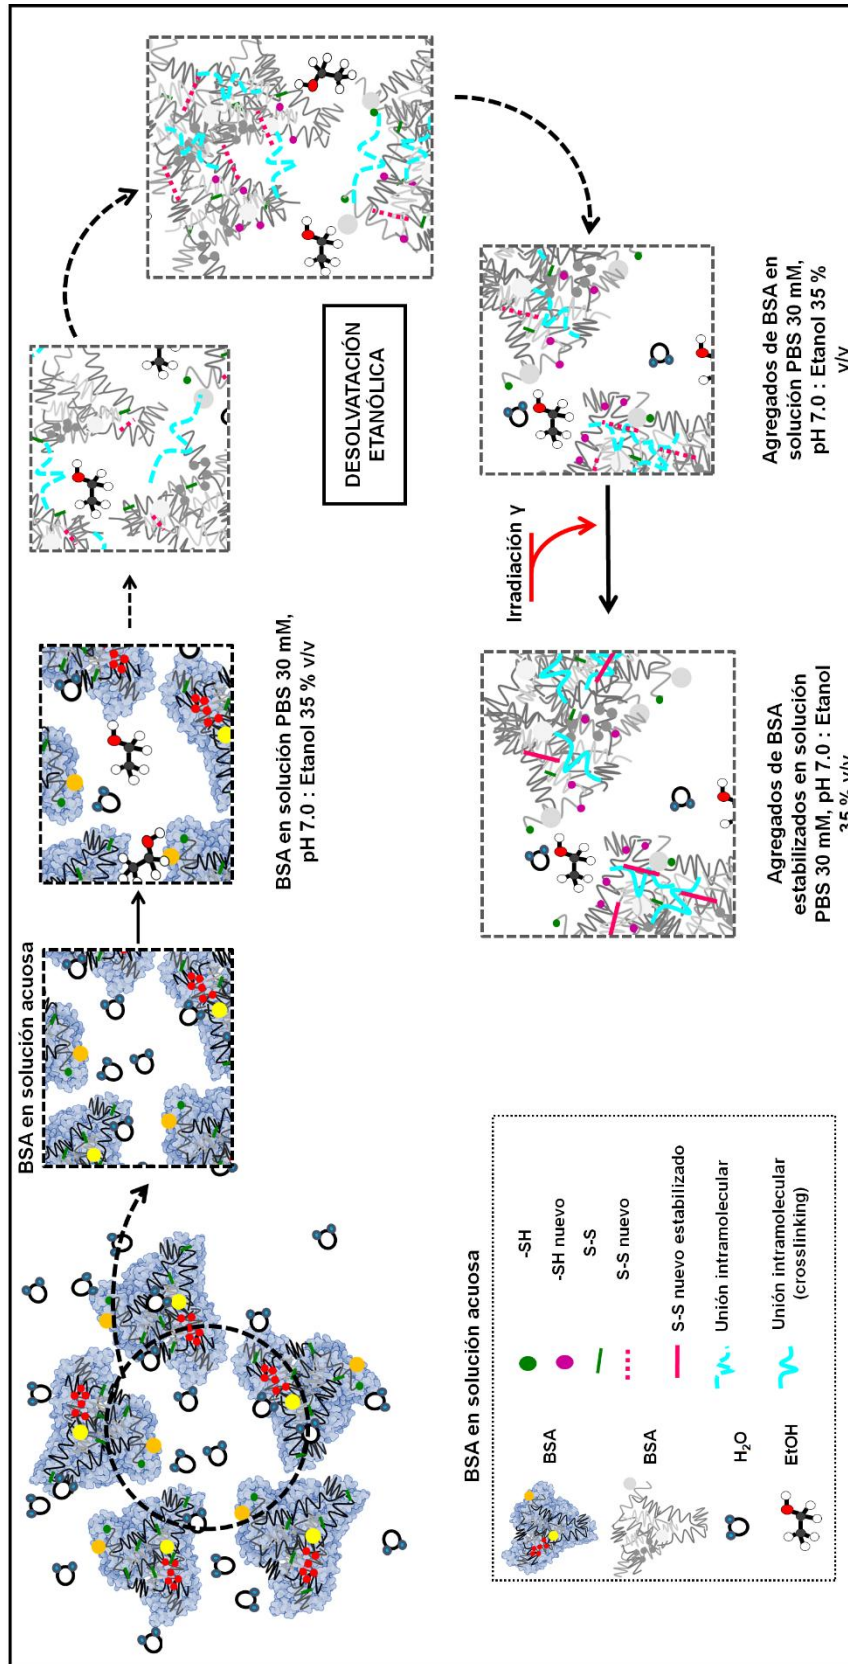 BSA en solución acuosa
BSA en solución PBS 30 mM,
pH 7.0 : Etanol 35 % v/v
DESOLVATACIÓN
ETANÓLICA
Agregados de BSA en
solución PBS 30 mM,
pH 7.0 : Etanol 35 %
v/v
Irradiación γ
Agregados de BSA
estabilizados en solución
PBS 30 mM, pH 7.0 : Etanol
35 % v/v
BSA en solución acuosa
BSA
BSA
H₂O
EtOH
-SH
-SH nuevo
S-S
S-S nuevo
S-S nuevo estabilizado
Unión intramolecular
Unión intramolecular
(crosslinking)